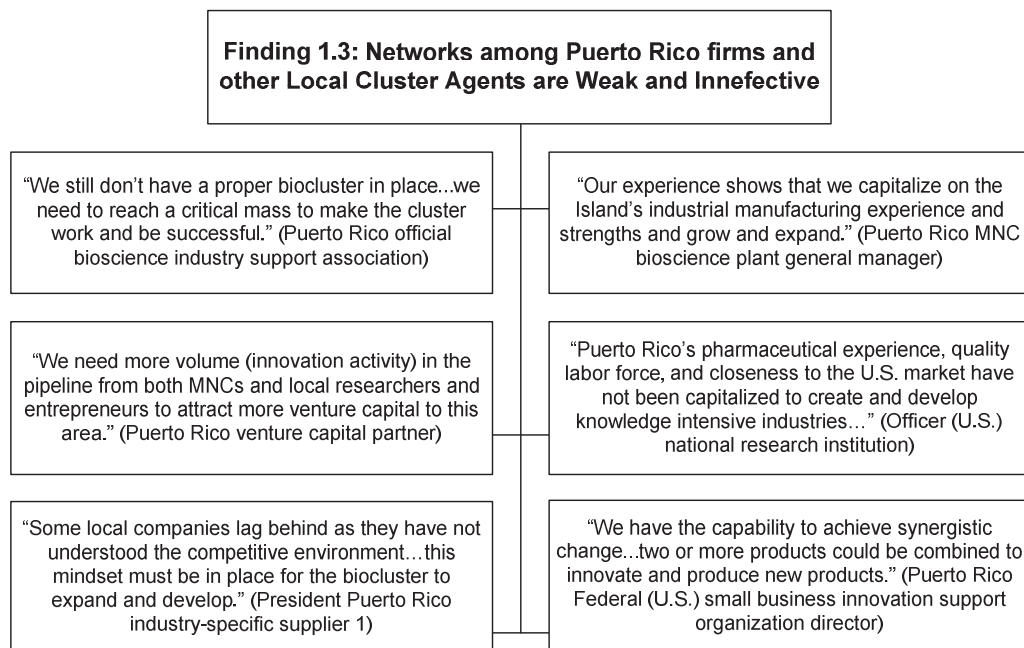 Finding 1.3: Networks among Puerto Rico firms and
other Local Cluster Agents are Weak and Innefective
“We still don’t have a proper biocluster in place...we
need to reach a critical mass to make the cluster
work and be successful.” (Puerto Rico official
bioscience industry support association)
“Our experience shows that we capitalize on the
Island’s industrial manufacturing experience and
strengths and grow and expand.” (Puerto Rico MNC
bioscience plant general manager)
“We need more volume (innovation activity) in the
pipeline from both MNCs and local researchers and
entrepreneurs to attract more venture capital to this
area.” (Puerto Rico venture capital partner)
“Puerto Rico’s pharmaceutical experience, quality
labor force, and closeness to the U.S. market have
not been capitalized to create and develop
knowledge intensive industries…” (Officer (U.S.)
national research institution)
“Some local companies lag behind as they have not
understood the competitive environment…this
mindset must be in place for the biocluster to
expand and develop.” (President Puerto Rico
industry-specific supplier 1)
“We have the capability to achieve synergistic
change...two or more products could be combined to
innovate and produce new products.” (Puerto Rico
Federal (U.S.) small business innovation support
organization director)